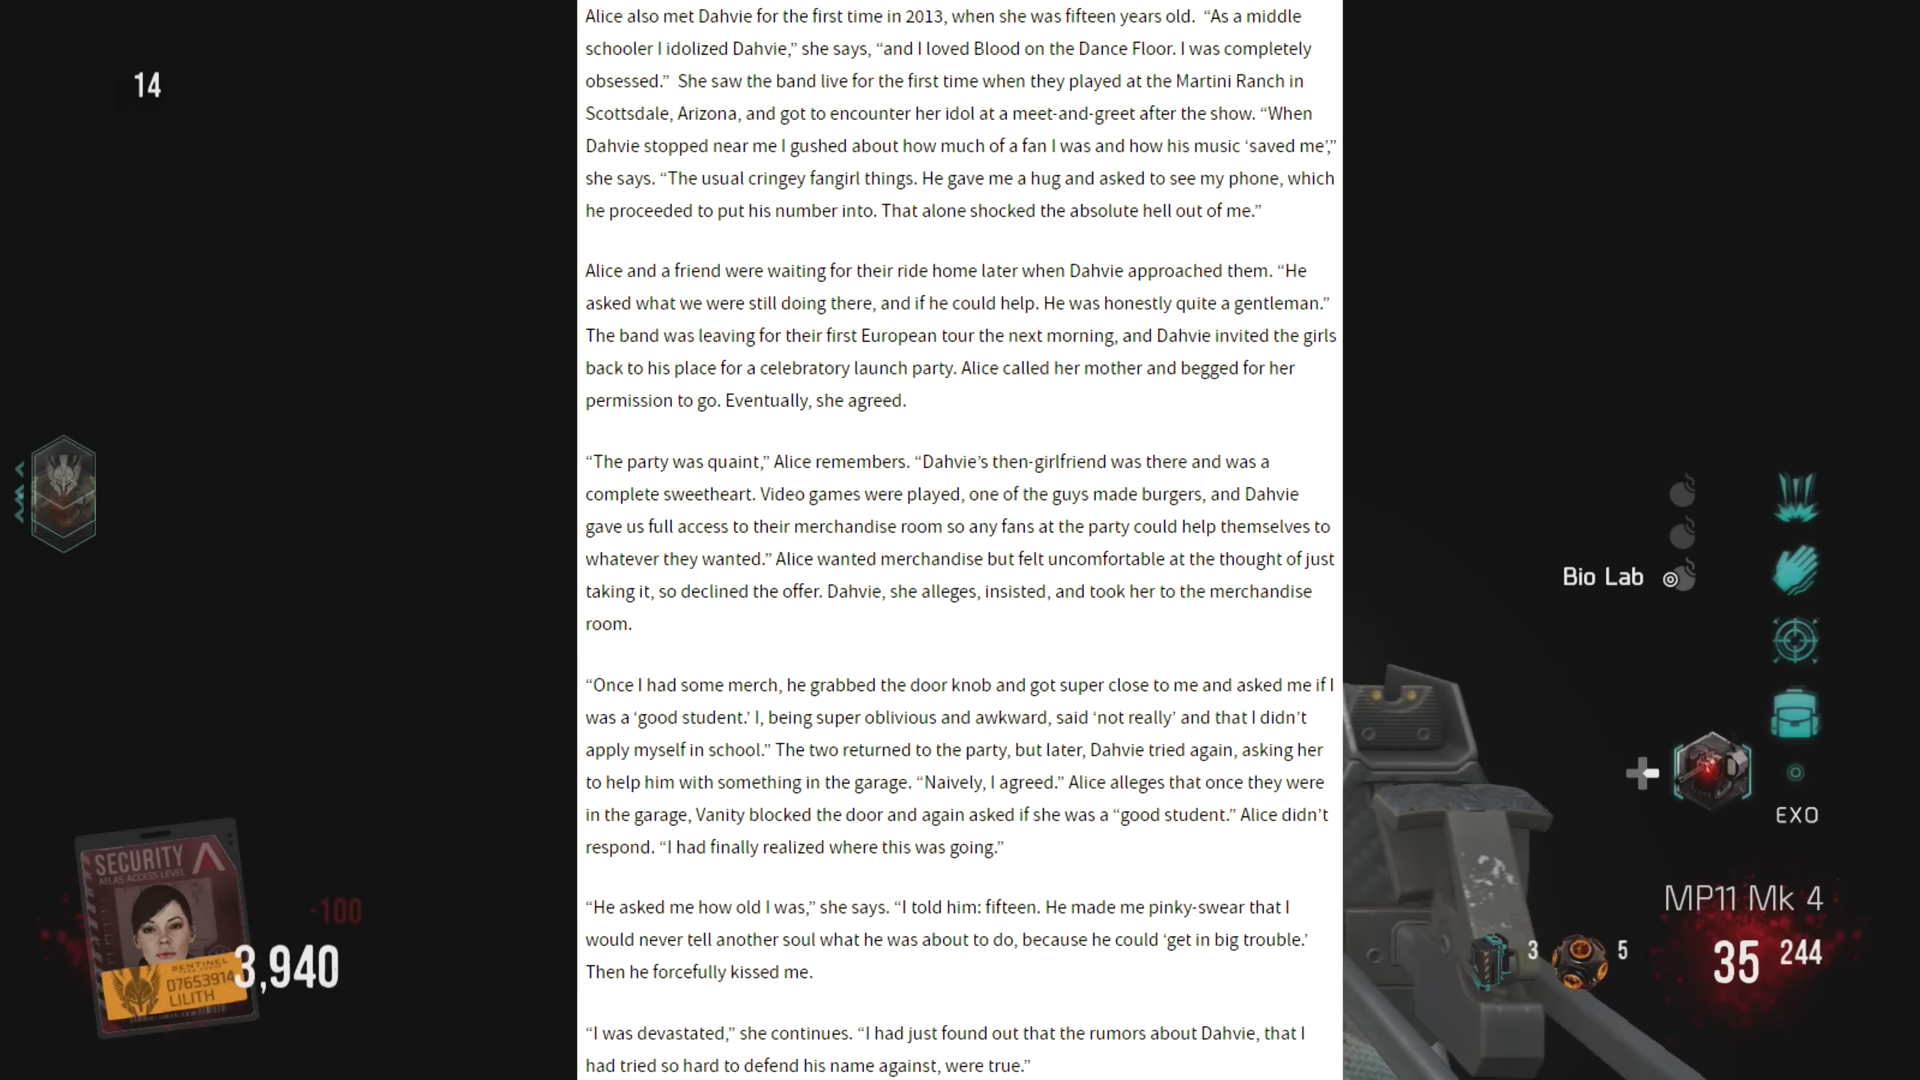 14
Alice also met Dahvie for the first time in 2013, when she was fifteen years old.  “As a middle
schooler I idolized Dahvie,” she says, “and I loved Blood on the Dance Floor. I was completely
obsessed.”  She saw the band live for the first time when they played at the Martini Ranch in
Scottsdale, Arizona, and got to encounter her idol at a meet-and-greet after the show. “When
Dahvie stopped near me I gushed about how much of a fan I was and how his music ‘saved me’,”
she says. “The usual cringey fangirl things. He gave me a hug and asked to see my phone, which
he proceeded to put his number into. That alone shocked the absolute hell out of me.”
Alice and a friend were waiting for their ride home later when Dahvie approached them. “He
asked what we were still doing there, and if he could help. He was honestly quite a gentleman.”
The band was leaving for their first European tour the next morning, and Dahvie invited the girls
back to his place for a celebratory launch party. Alice called her mother and begged for her
permission to go. Eventually, she agreed.
“The party was quaint,” Alice remembers. “Dahvie’s then-girlfriend was there and was a
complete sweetheart. Video games were played, one of the guys made burgers, and Dahvie
gave us full access to their merchandise room so any fans at the party could help themselves to
whatever they wanted.” Alice wanted merchandise but felt uncomfortable at the thought of just
taking it, so declined the offer. Dahvie, she alleges, insisted, and took her to the merchandise
room.
“Once I had some merch, he grabbed the door knob and got super close to me and asked me if I
was a ‘good student.’ I, being super oblivious and awkward, said ‘not really’ and that I didn’t
apply myself in school.” The two returned to the party, but later, Dahvie tried again, asking her
to help him with something in the garage. “Naively, I agreed.” Alice alleges that once they were
in the garage, Vanity blocked the door and again asked if she was a “good student.” Alice didn’t
respond. “I had finally realized where this was going.”
“He asked me how old I was,” she says. “I told him: fifteen. He made me pinky-swear that I
would never tell another soul what he was about to do, because he could ‘get in big trouble.’
Then he forcefully kissed me.
“I was devastated,” she continues. “I had just found out that the rumors about Dahvie, that I
had tried so hard to defend his name against, were true.”
Bio Lab
EXO
MP11 Mk 4
3
5
35 244
SECURITY
ATLAS ACCESS LEVEL
SENTINEL
07653914
LILITH
-100
3,940